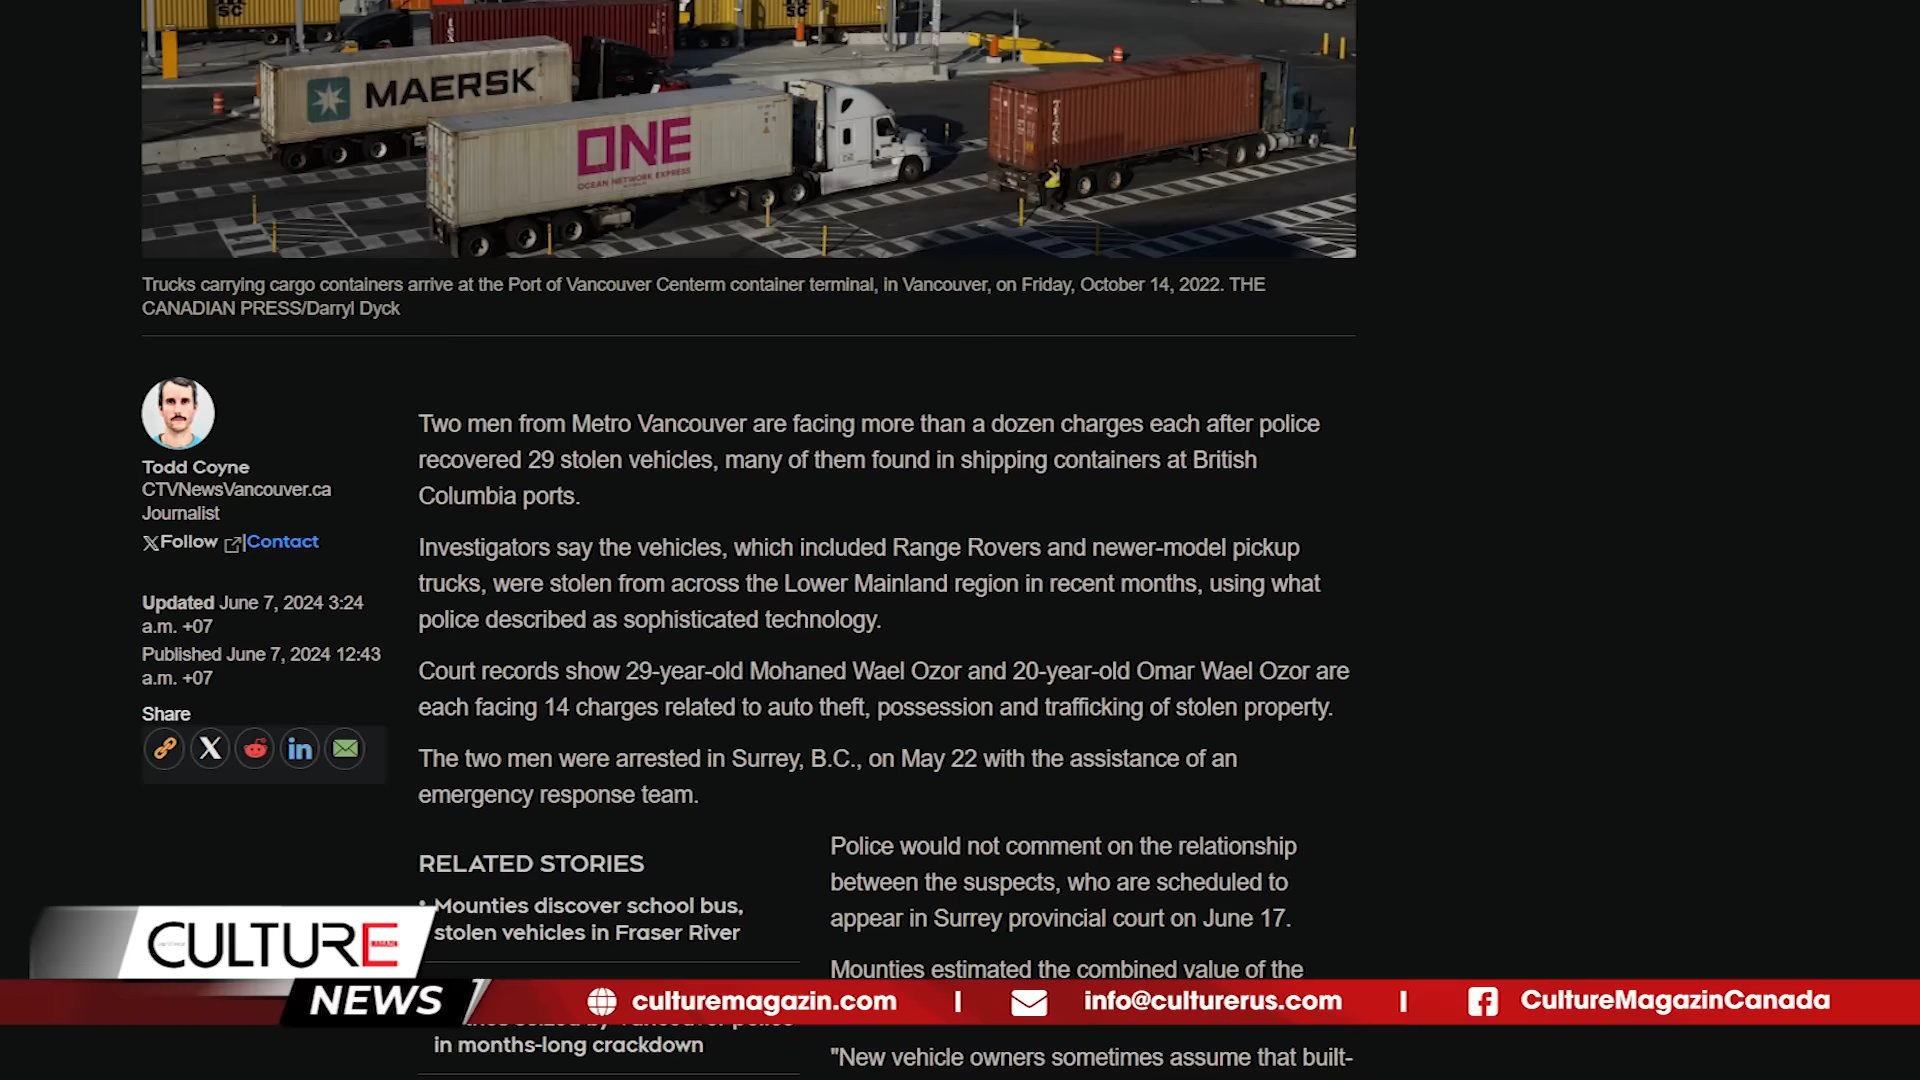 MSC
SC
MAERSK
ONE
OCEAN NETWORK EXPRESS
Trucks carrying cargo containers arrive at the Port of Vancouver Centerm container terminal, in Vancouver, on Friday, October 14, 2022. THE
CANADIAN PRESS/Darryl Dyck
Todd Coyne
CTVNewsVancouver.ca
Journalist
Follow |Contact
Updated June 7, 2024 3:24
a.m. +07
Published June 7, 2024 12:43
a.m. +07
Share
Two men from Metro Vancouver are facing more than a dozen charges each after police
recovered 29 stolen vehicles, many of them found in shipping containers at British
Columbia ports.
Investigators say the vehicles, which included Range Rovers and newer-model pickup
trucks, were stolen from across the Lower Mainland region in recent months, using what
police described as sophisticated technology.
Court records show 29-year-old Mohaned Wael Ozor and 20-year-old Omar Wael Ozor are
each facing 14 charges related to auto theft, possession and trafficking of stolen property.
The two men were arrested in Surrey, B.C., on May 22 with the assistance of an
emergency response team.
RELATED STORIES
• Mounties discover school bus,
stolen vehicles in Fraser River
in months-long crackdown
Police would not comment on the relationship
between the suspects, who are scheduled to
appear in Surrey provincial court on June 17.
Mounties estimated the combined value of the
"New vehicle owners sometimes assume that built-
CULTURE
NEWS
culturemagazin.com | info@culturerus.com | CultureMagazinCanada